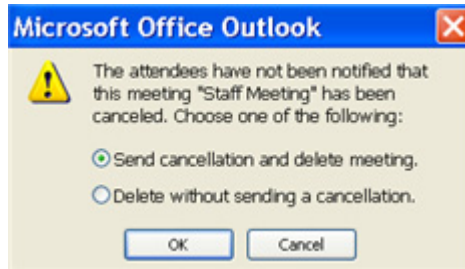 Microsoft Office Outlook
The attendees have not been notified that
this meeting "Staff Meeting" has been
canceled. Choose one of the following:
Send cancellation and delete meeting.
Delete without sending a cancellation.
OK Cancel